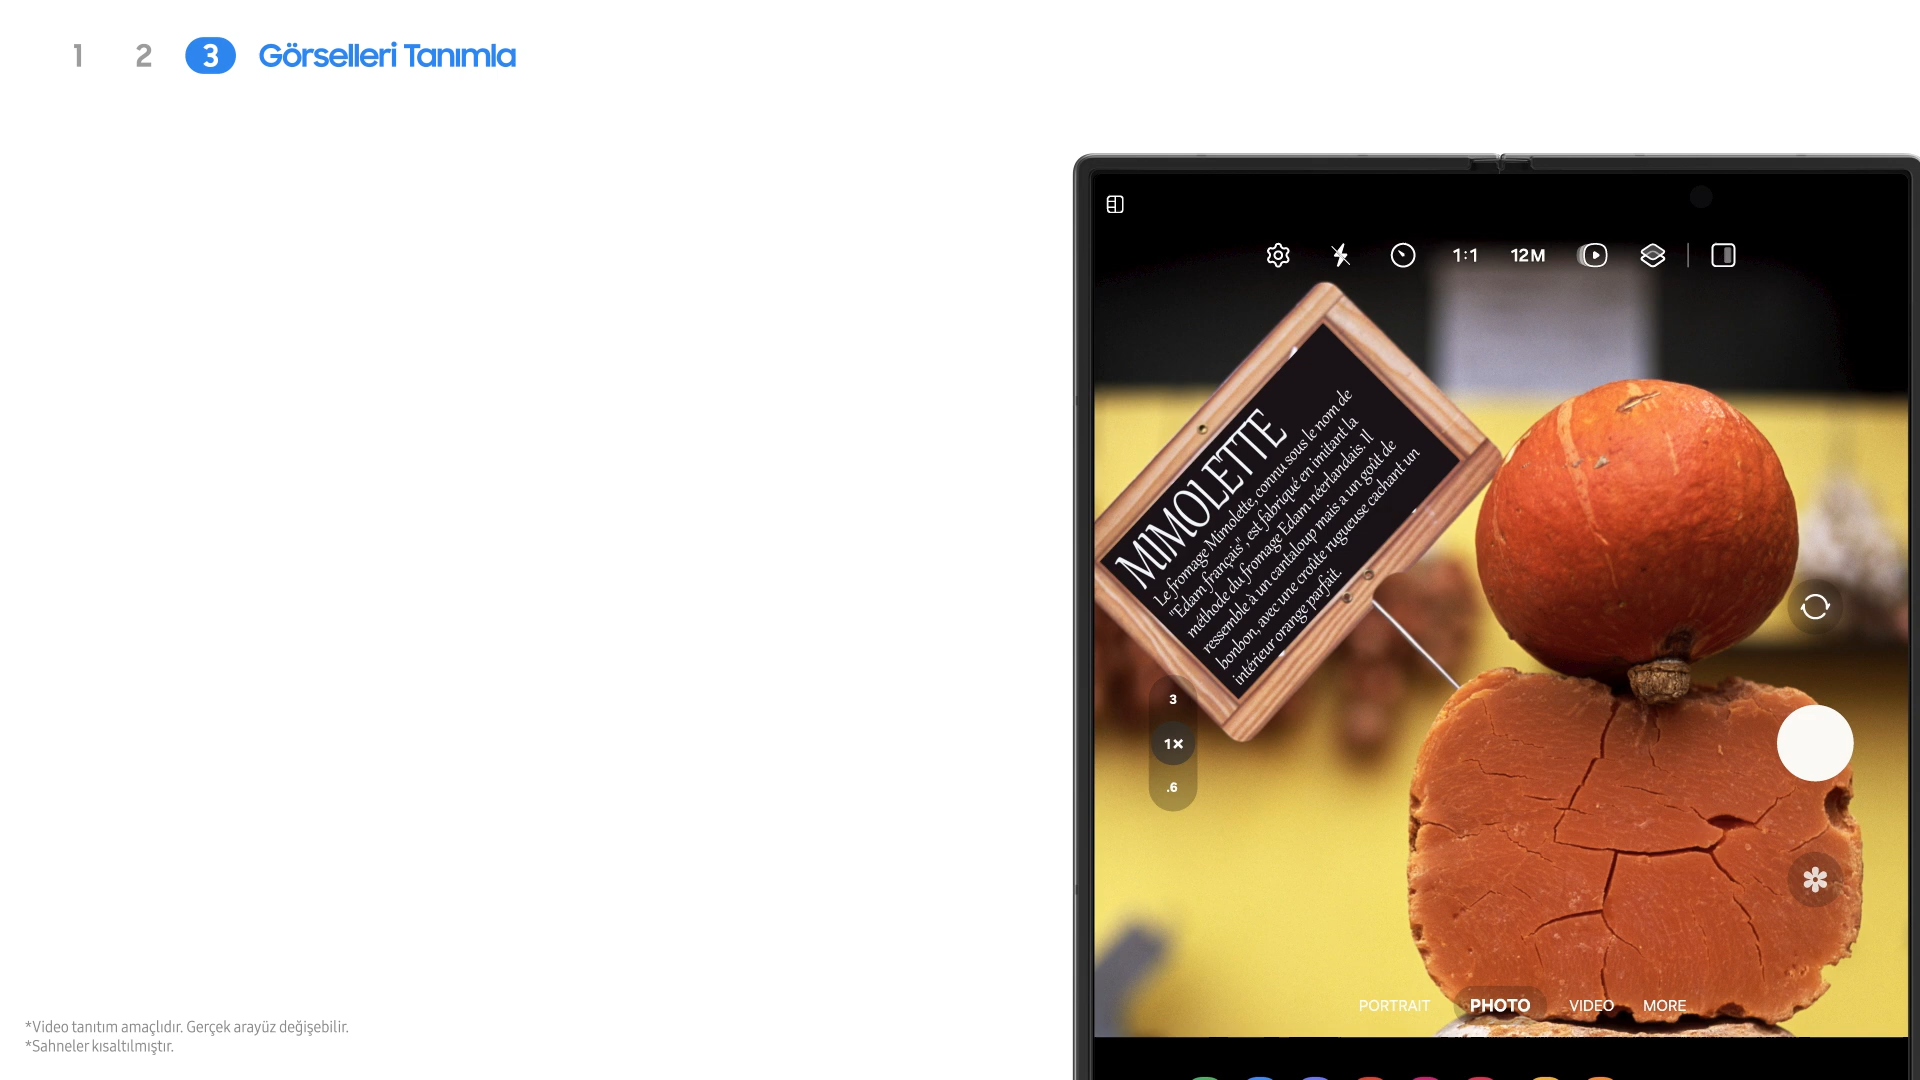 1 2 3 Görselleri Tanımla
1:1 12M
MIMOLETTE
Le fromage Mimolette, connu sous le nom de
"Edam français", est fabriqué en imitant la
méthode du fromage Edam néerlandais. Il
ressemble à un cantaloup mais a un goût de
bonbon, avec une croûte rugueuse cachant un
intérieur orange parfait.
3
1×
.6
PORTRAIT PHOTO VIDEO MORE
*Video tanıtım amaçlıdır. Gerçek arayüz değişebilir.
*Sahneler kısaltılmıştır.